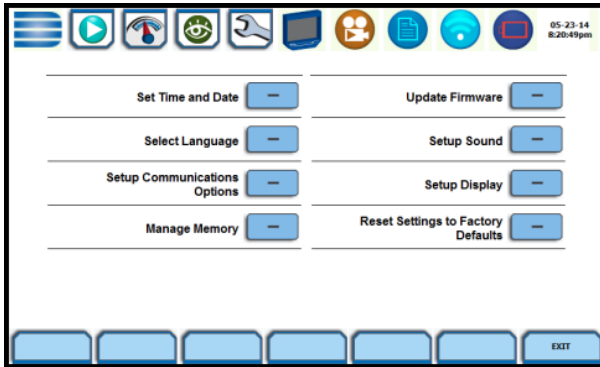 05-23-14
8:20:49pm
Set Time and Date
Update Firmware
Select Language
Setup Sound
Setup Communications
Options
Setup Display
Manage Memory
Reset Settings to Factory
Defaults
EXIT